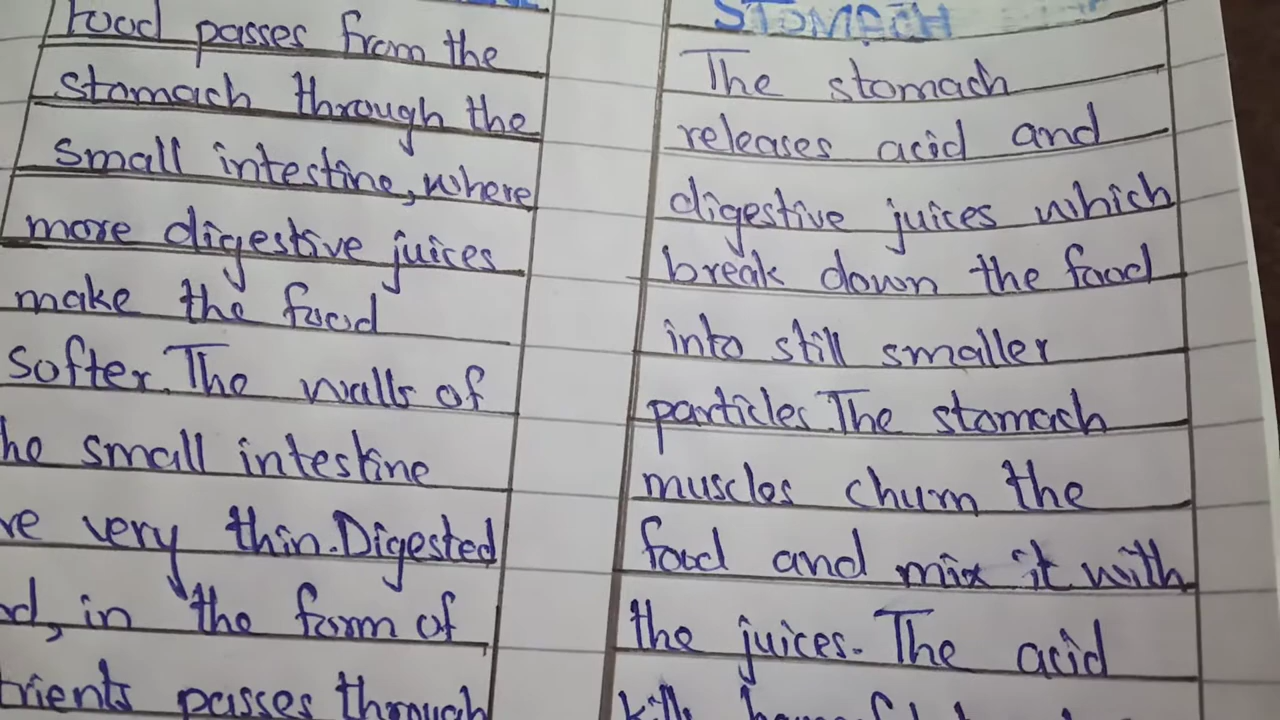 Food passes from the
stomach through the
small intestine, where
more digestive juices
make the food
softer. The walls of
he small intestine
re very thin. Digested
od, in the form of
trients passes through
STOMACH
The stomach
releases acid and
digestive juices which
break down the food
into still smaller
particles. The stomach
muscles churn the
food and mix it with
the juices. The acid
kills